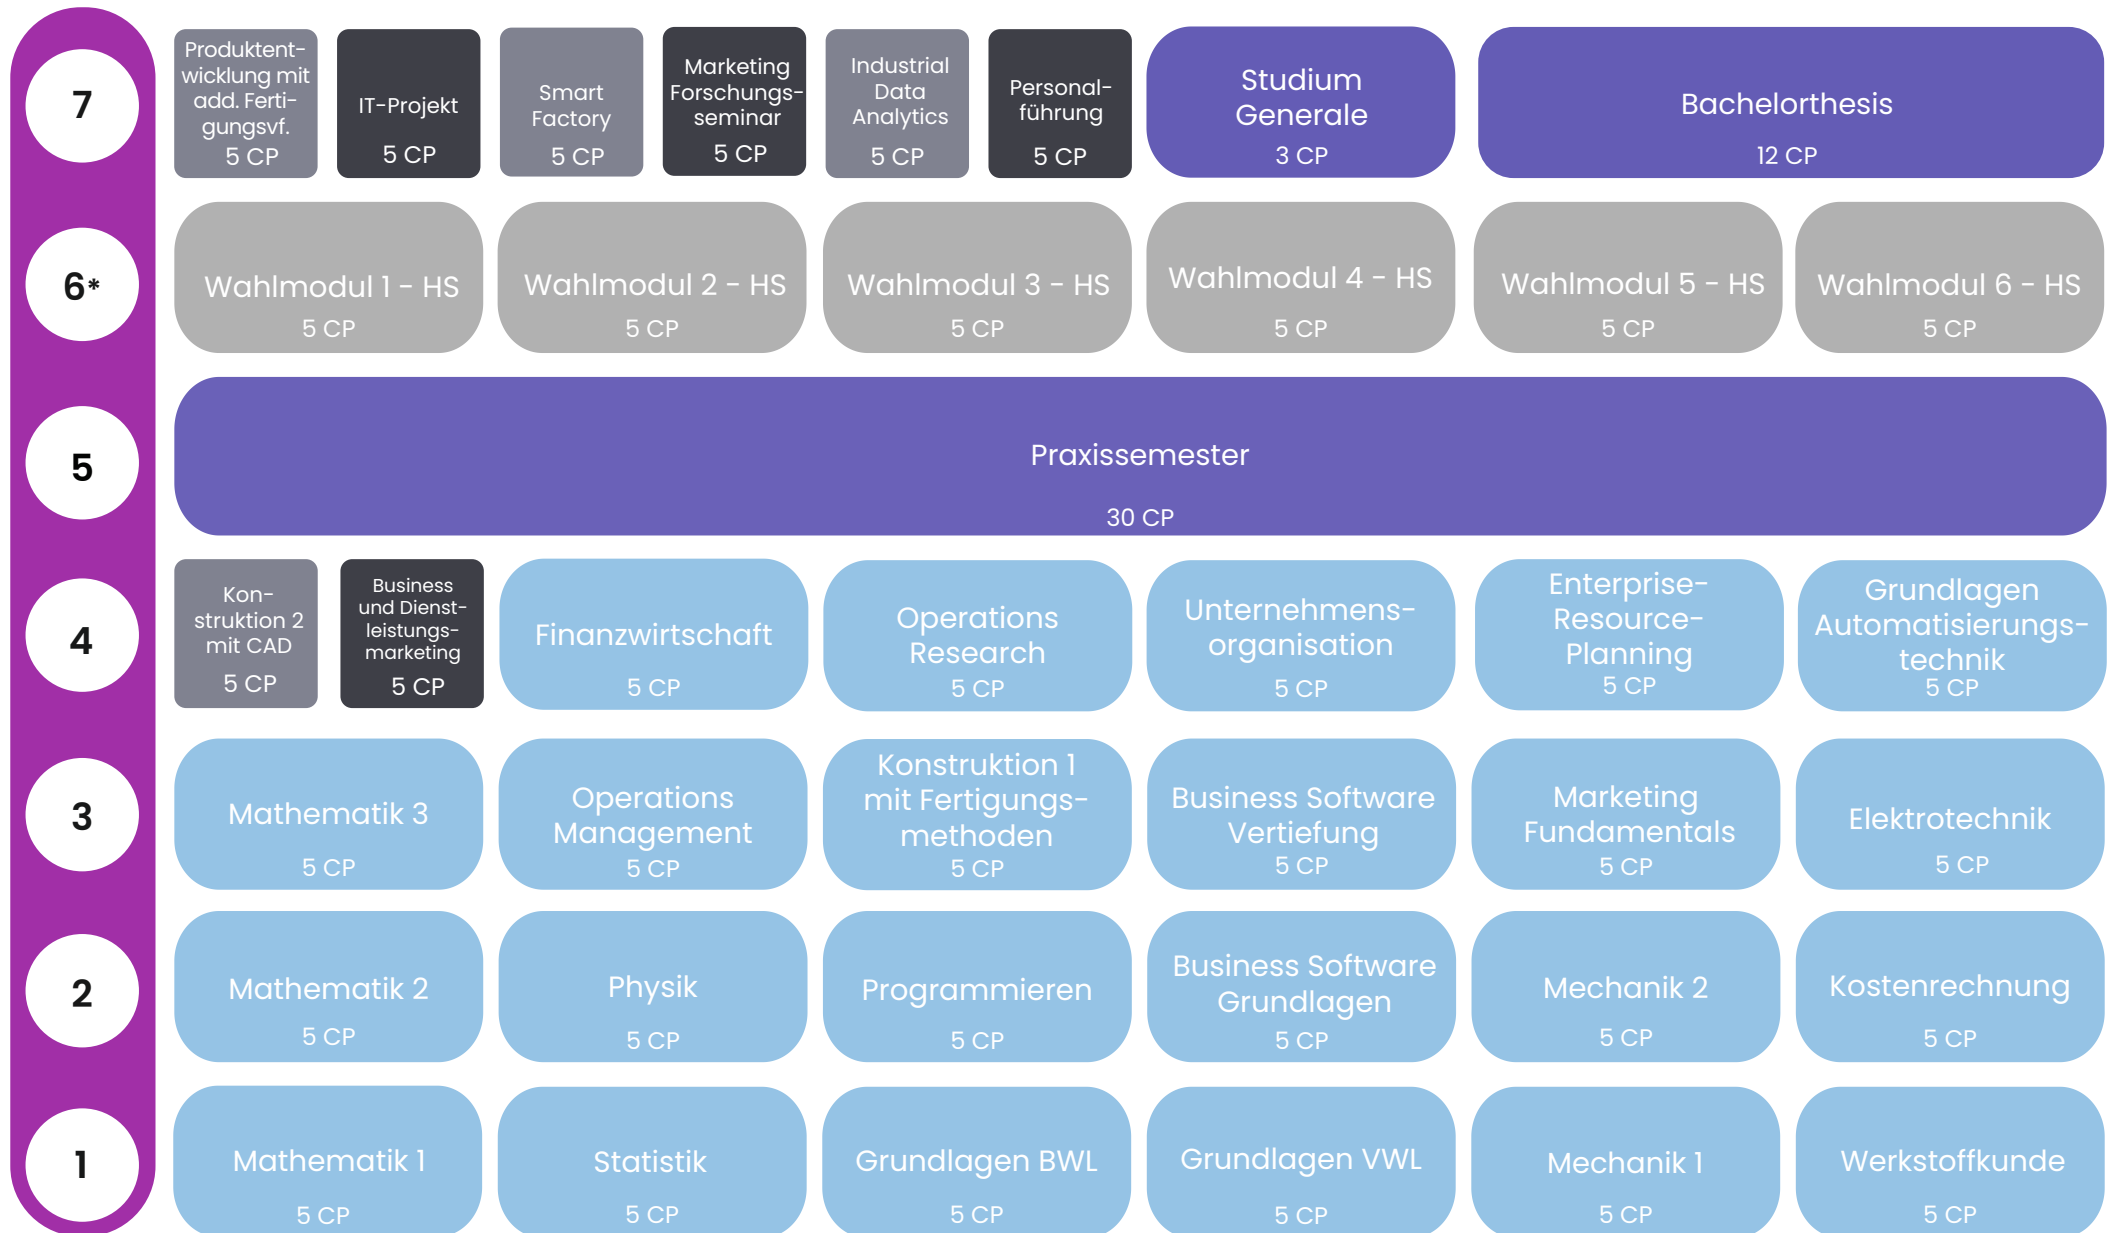 7
Produktent-
wicklung mit
add. Ferti-
gungsvf.
5 CP
IT-Projekt
5 CP
Smart
Factory
5 CP
Marketing
Forschungs-
seminar
5 CP
Industrial
Data
Analytics
5 CP
Personal-
führung
5 CP
Studium
Generale
3 CP
Bachelorthesis
12 CP
6*
Wahlmodul 1 - HS
5 CP
Wahlmodul 2 - HS
5 CP
Wahlmodul 3 - HS
5 CP
Wahlmodul 4 - HS
5 CP
Wahlmodul 5 - HS
5 CP
Wahlmodul 6 - HS
5 CP
5
Praxissemester
30 CP
4
Kon-
struktion 2
mit CAD
5 CP
Business
und Dienst-
leistungs-
marketing
5 CP
Finanzwirtschaft
5 CP
Operations
Research
5 CP
Unternehmens-
organisation
5 CP
Enterprise-
Resource-
Planning
5 CP
Grundlagen
Automatisierungs-
technik
5 CP
3
Mathematik 3
5 CP
Operations
Management
5 CP
Konstruktion 1
mit Fertigungs-
methoden
5 CP
Business Software
Vertiefung
5 CP
Marketing
Fundamentals
5 CP
Elektrotechnik
5 CP
2
Mathematik 2
5 CP
Physik
5 CP
Programmieren
5 CP
Business Software
Grundlagen
5 CP
Mechanik 2
5 CP
Kostenrechnung
5 CP
1
Mathematik 1
5 CP
Statistik
5 CP
Grundlagen BWL
5 CP
Grundlagen VWL
5 CP
Mechanik 1
5 CP
Werkstoffkunde
5 CP